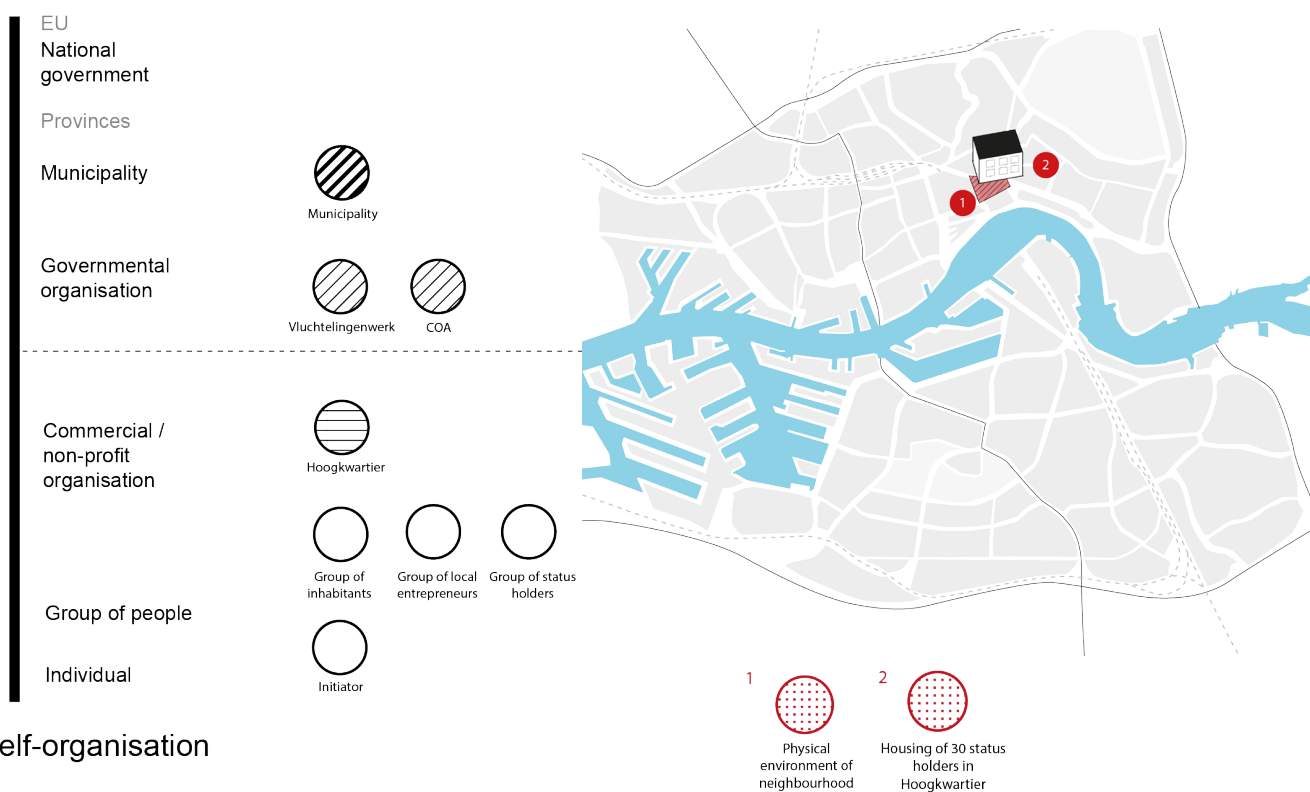 EU
National
government
Provinces
Municipality
Municipality
Governmental
organisation
Vluchtelingenwerk
COA
Commercial /
non-profit
organisation
Hoogkwartier
Group of
inhabitants
Group of local
entrepreneurs
Group of status
holders
Group of people
Individual
Initiator
elf-organisation
2
1
1
Physical
environment of
neighbourhood
2
Housing of 30 status
holders in
Hoogkwartier